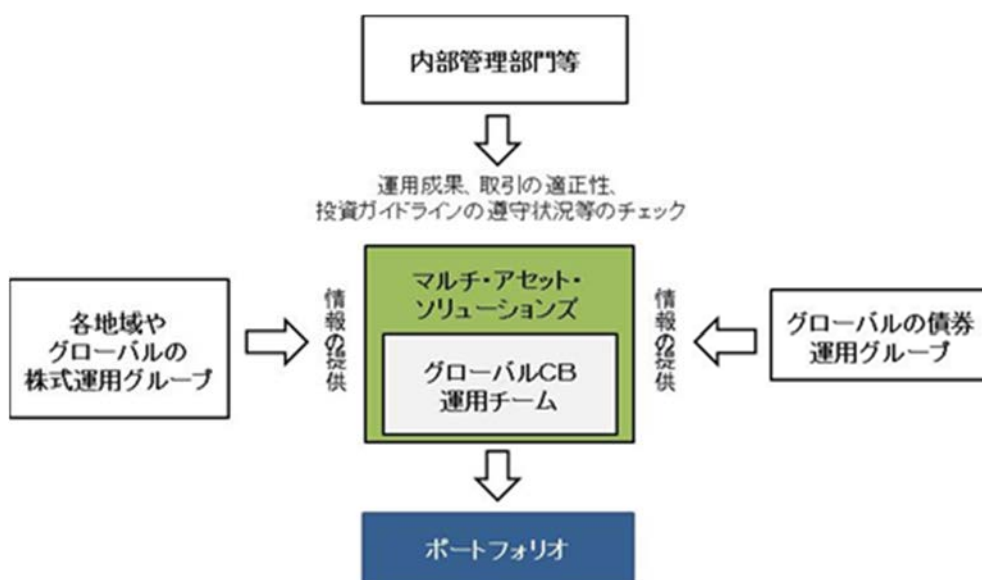 内部管理部門等
運用成果、取引の適正性、
投資ガイドラインの遵守状況等のチェック
各地域や
グローバルの
株式運用グループ
情報の提供
マルチ・アセット・
ソリューションズ
グローバルCB
運用チーム
情報の提供
グローバルの債券
運用グループ
ポートフォリオ